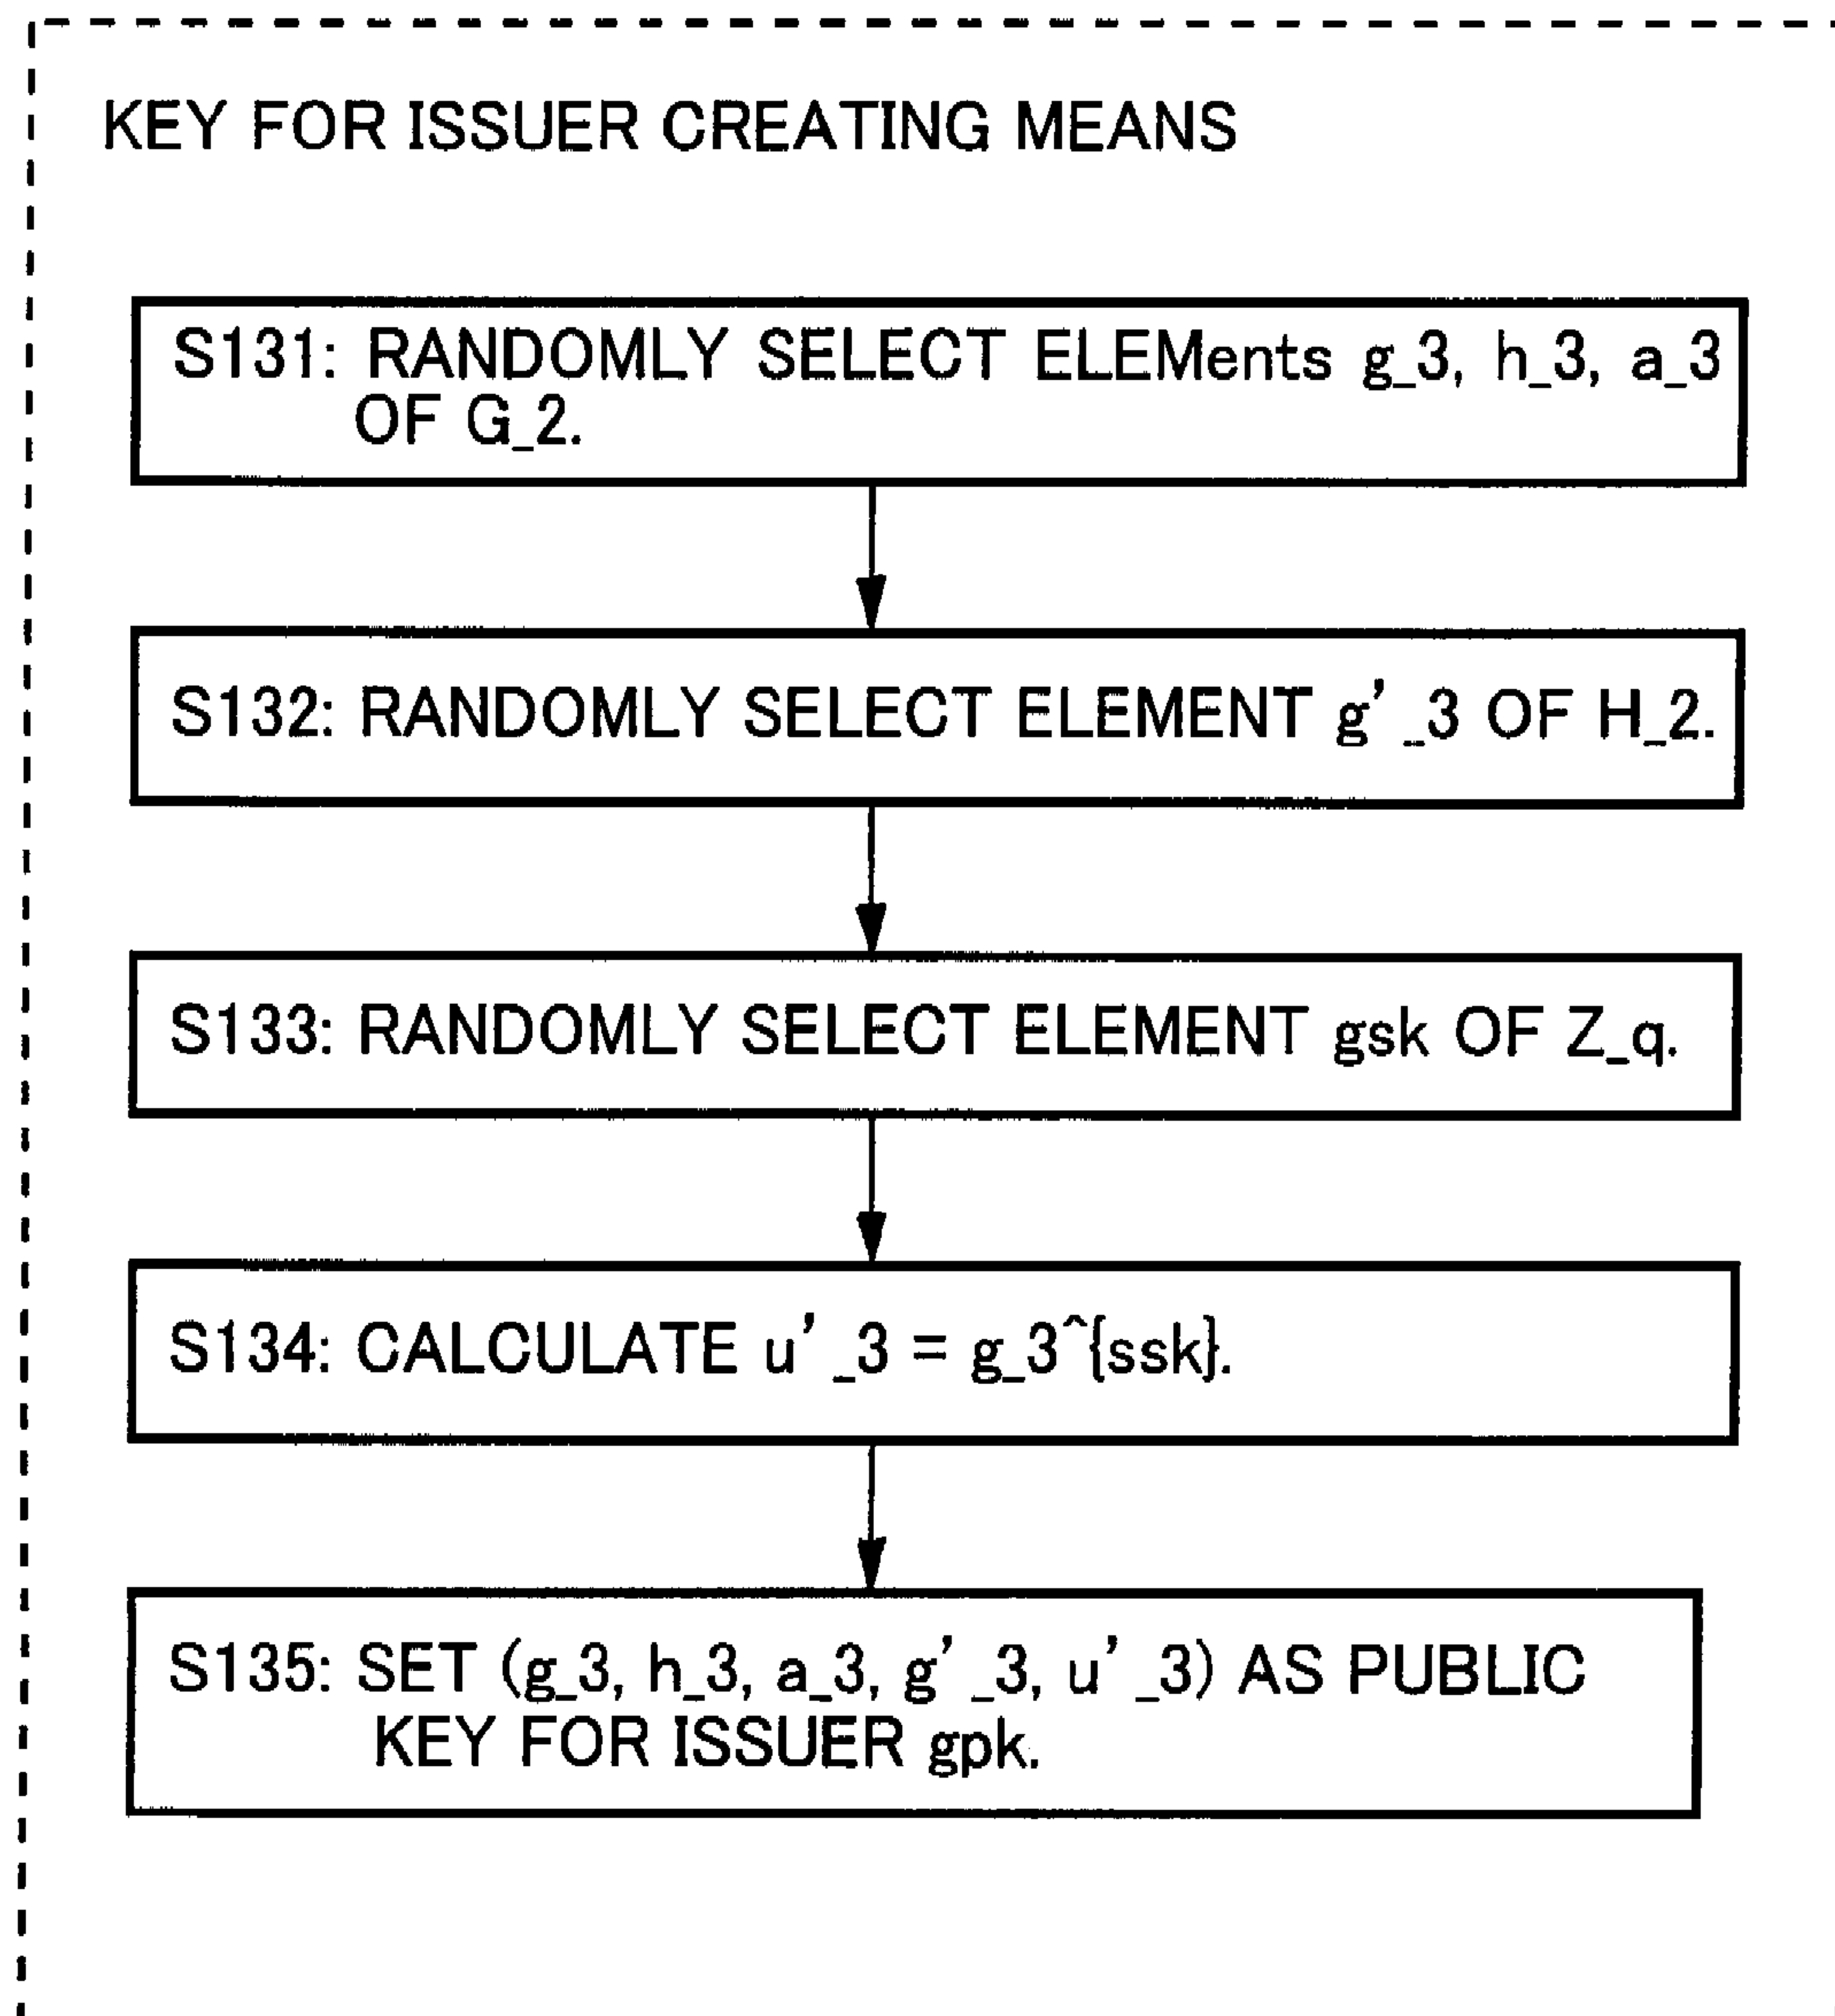 KEY FOR ISSUER CREATING MEANS
S131: RANDOMLY SELECT ELEMents g_3, h_3, a_3
OF G_2.
S132: RANDOMLY SELECT ELEMENT g’_3 OF H_2.
S133: RANDOMLY SELECT ELEMENT gsk OF Z_q.
S134: CALCULATE u’_3 = g_3^{ssk}.
S135: SET (g_3, h_3, a_3, g’_3, u’_3) AS PUBLIC
KEY FOR ISSUER gpk.